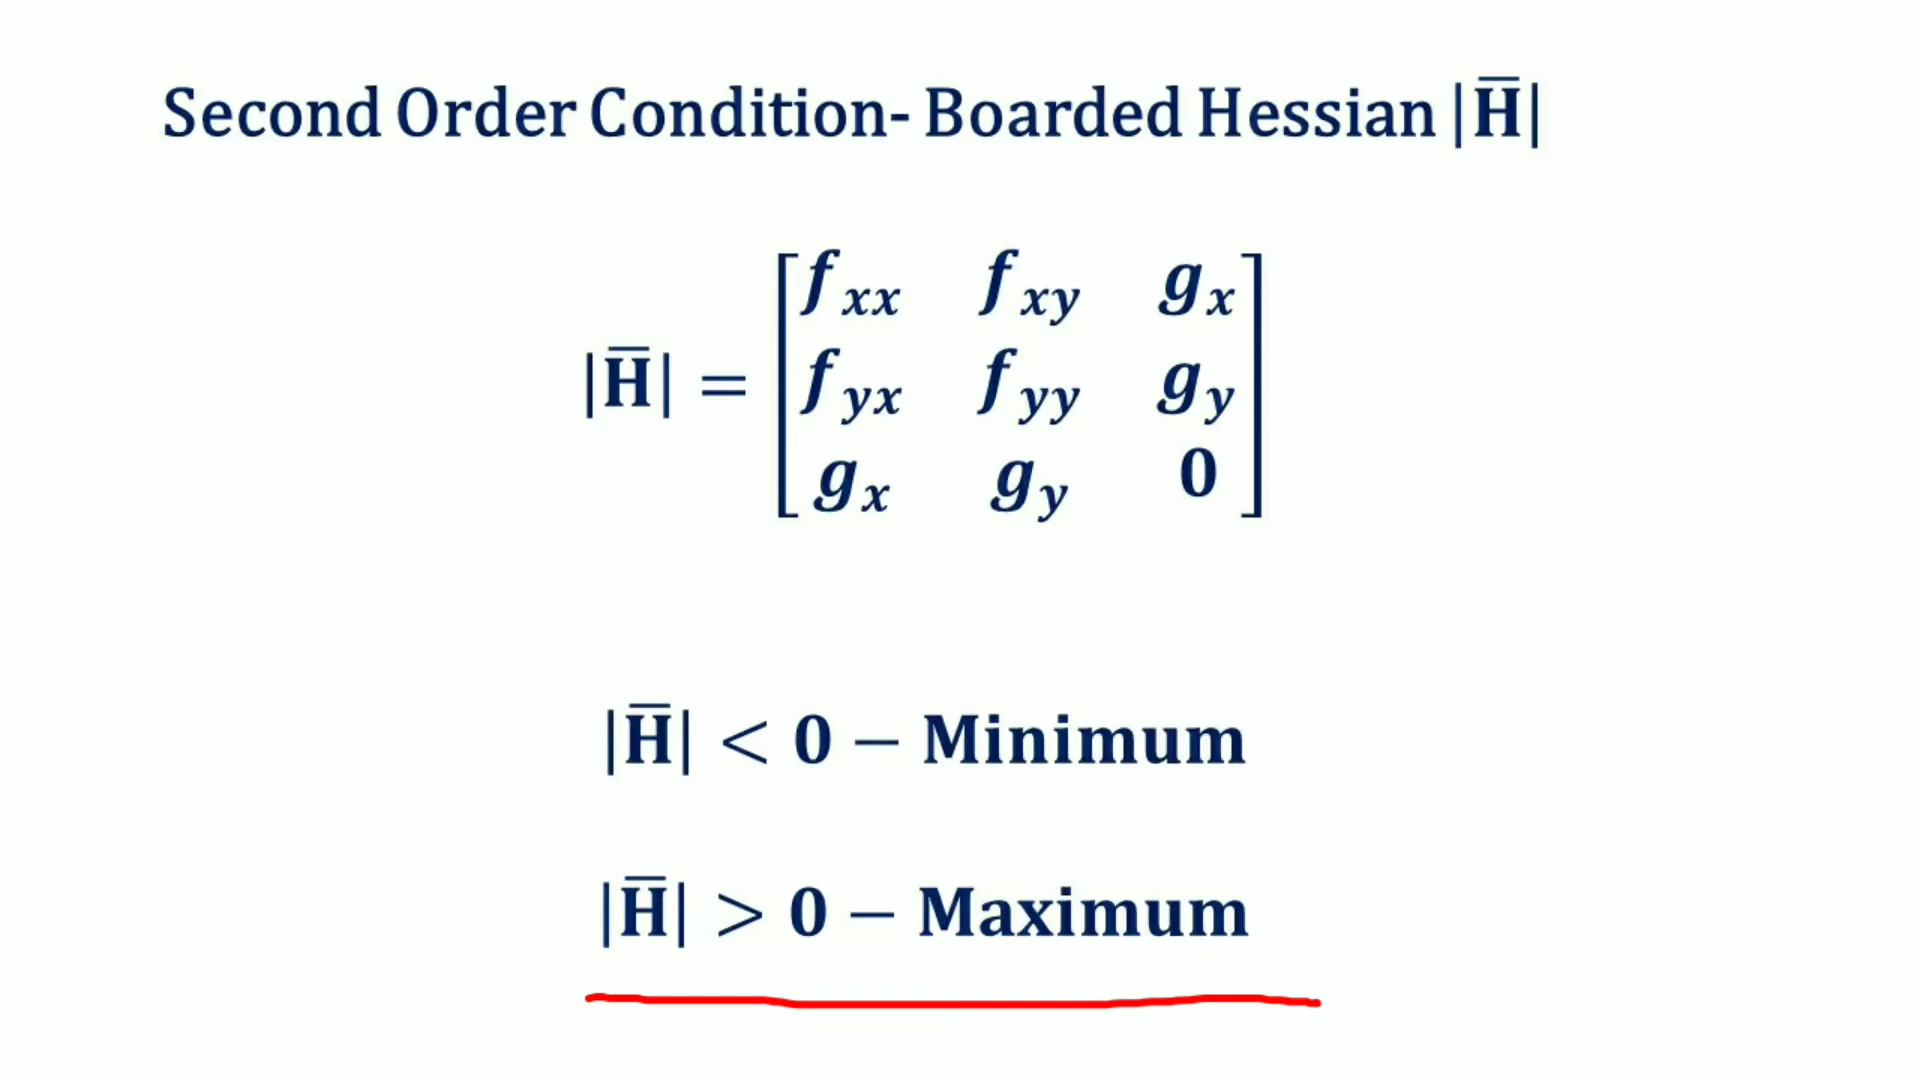 Second Order Condition- Boarded Hessian |H̅|
|H̅| = [f_xx f_xy g_x
f_yx f_yy g_y
g_x g_y 0]
|H̅| < 0 − Minimum
|H̅| > 0 − Maximum